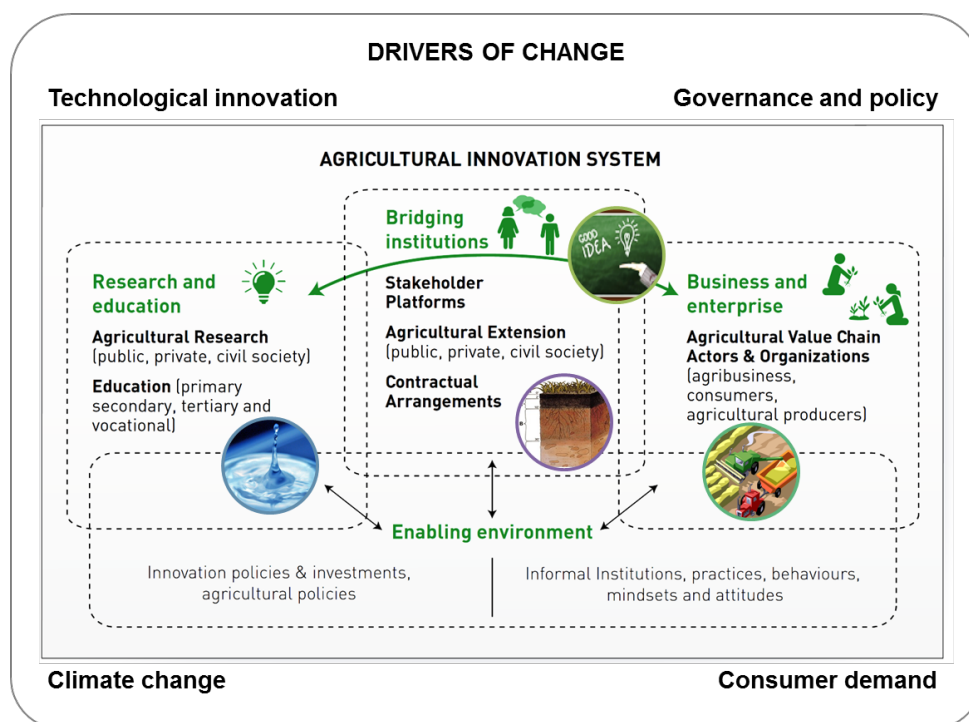 DRIVERS OF CHANGE
Technological innovation
Governance and policy
AGRICULTURAL INNOVATION SYSTEM
Bridging
institutions
GOOD
IDEA
Research and
education
Agricultural Research
(public, private, civil society)
Education (primary
secondary, tertiary and
vocational)
Stakeholder
Platforms
Agricultural Extension
(public, private, civil society)
Contractual
Arrangements
Business and
enterprise
Agricultural Value Chain
Actors & Organizations
(agribusiness,
consumers,
agricultural producers)
Enabling environment
Innovation policies & investments,
agricultural policies
Informal Institutions, practices, behaviours,
mindsets and attitudes
Climate change
Consumer demand